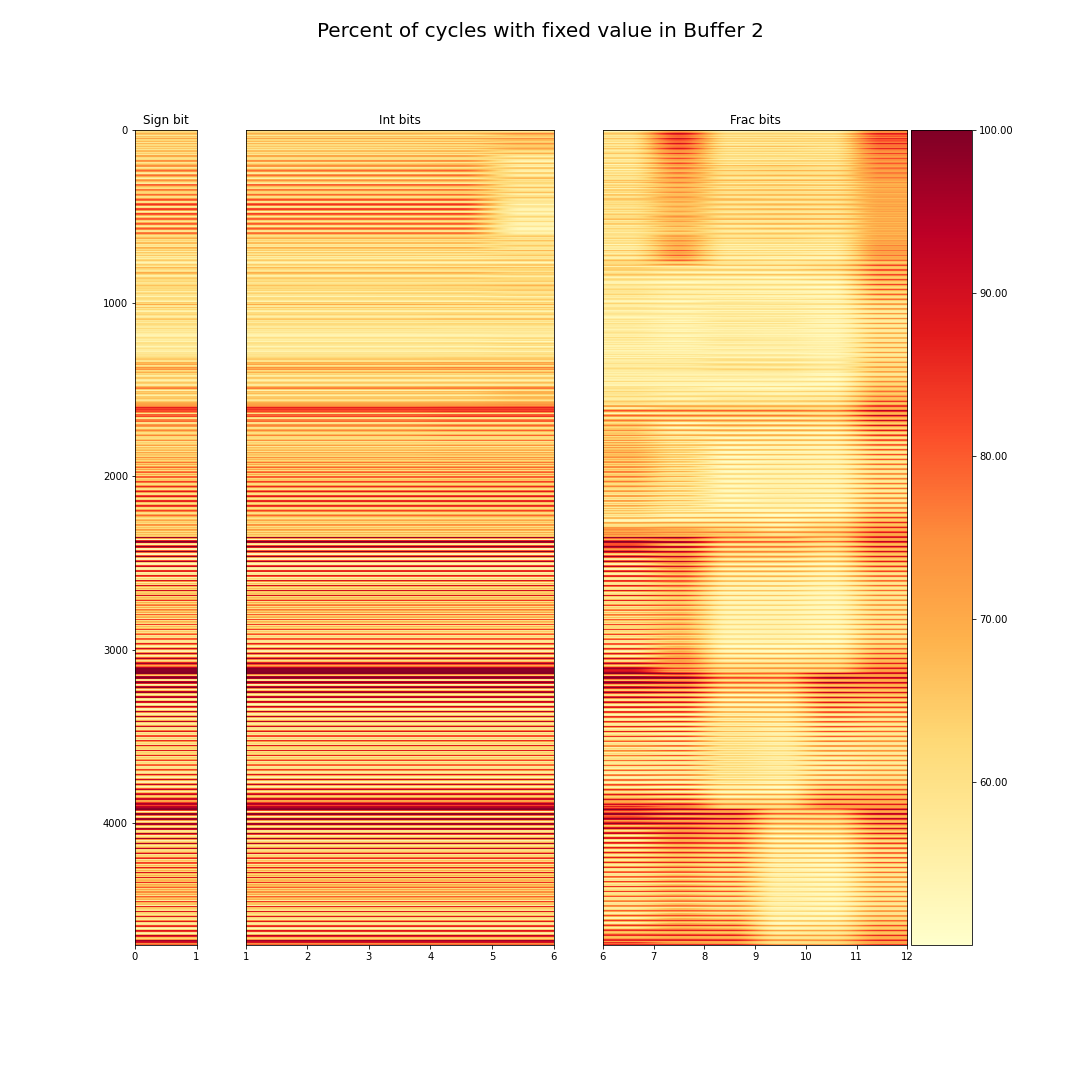 Percent of cycles with fixed value in Buffer 2
Sign bit
Int bits
Frac bits
0
1000
2000
3000
4000
0 1
1 2 3 4 5 6
6 7 8 9 10 11 12
100.00
90.00
80.00
70.00
60.00